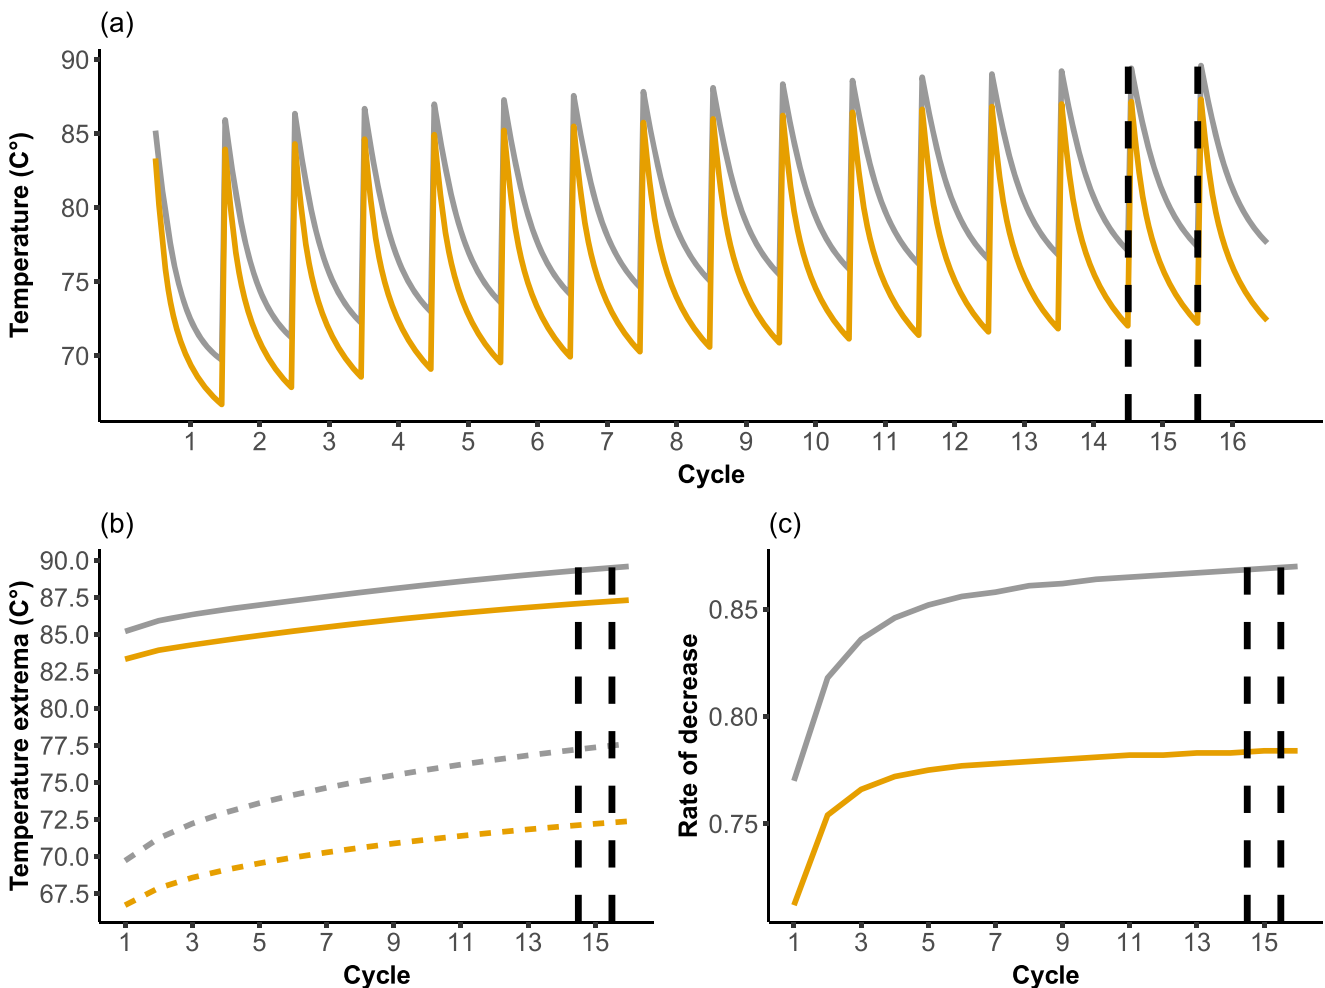 (a)
Temperature (C°)
90
85
80
75
70
1 2 3 4 5 6 7 8 9 10 11 12 13 14 15 16
Cycle
(b)
Temperature extrema (C°)
90.0
87.5
85.0
82.5
80.0
77.5
75.0
72.5
70.0
67.5
1 3 5 7 9 11 13 15
Cycle
(c)
Rate of decrease
0.85
0.80
0.75
1 3 5 7 9 11 13 15
Cycle